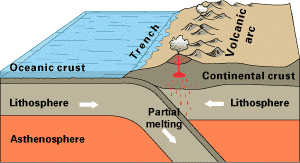 Trench
Volcanic
arc
Oceanic crust
Continental crust
Lithosphere
Lithosphere
Partial
melting
Asthenosphere